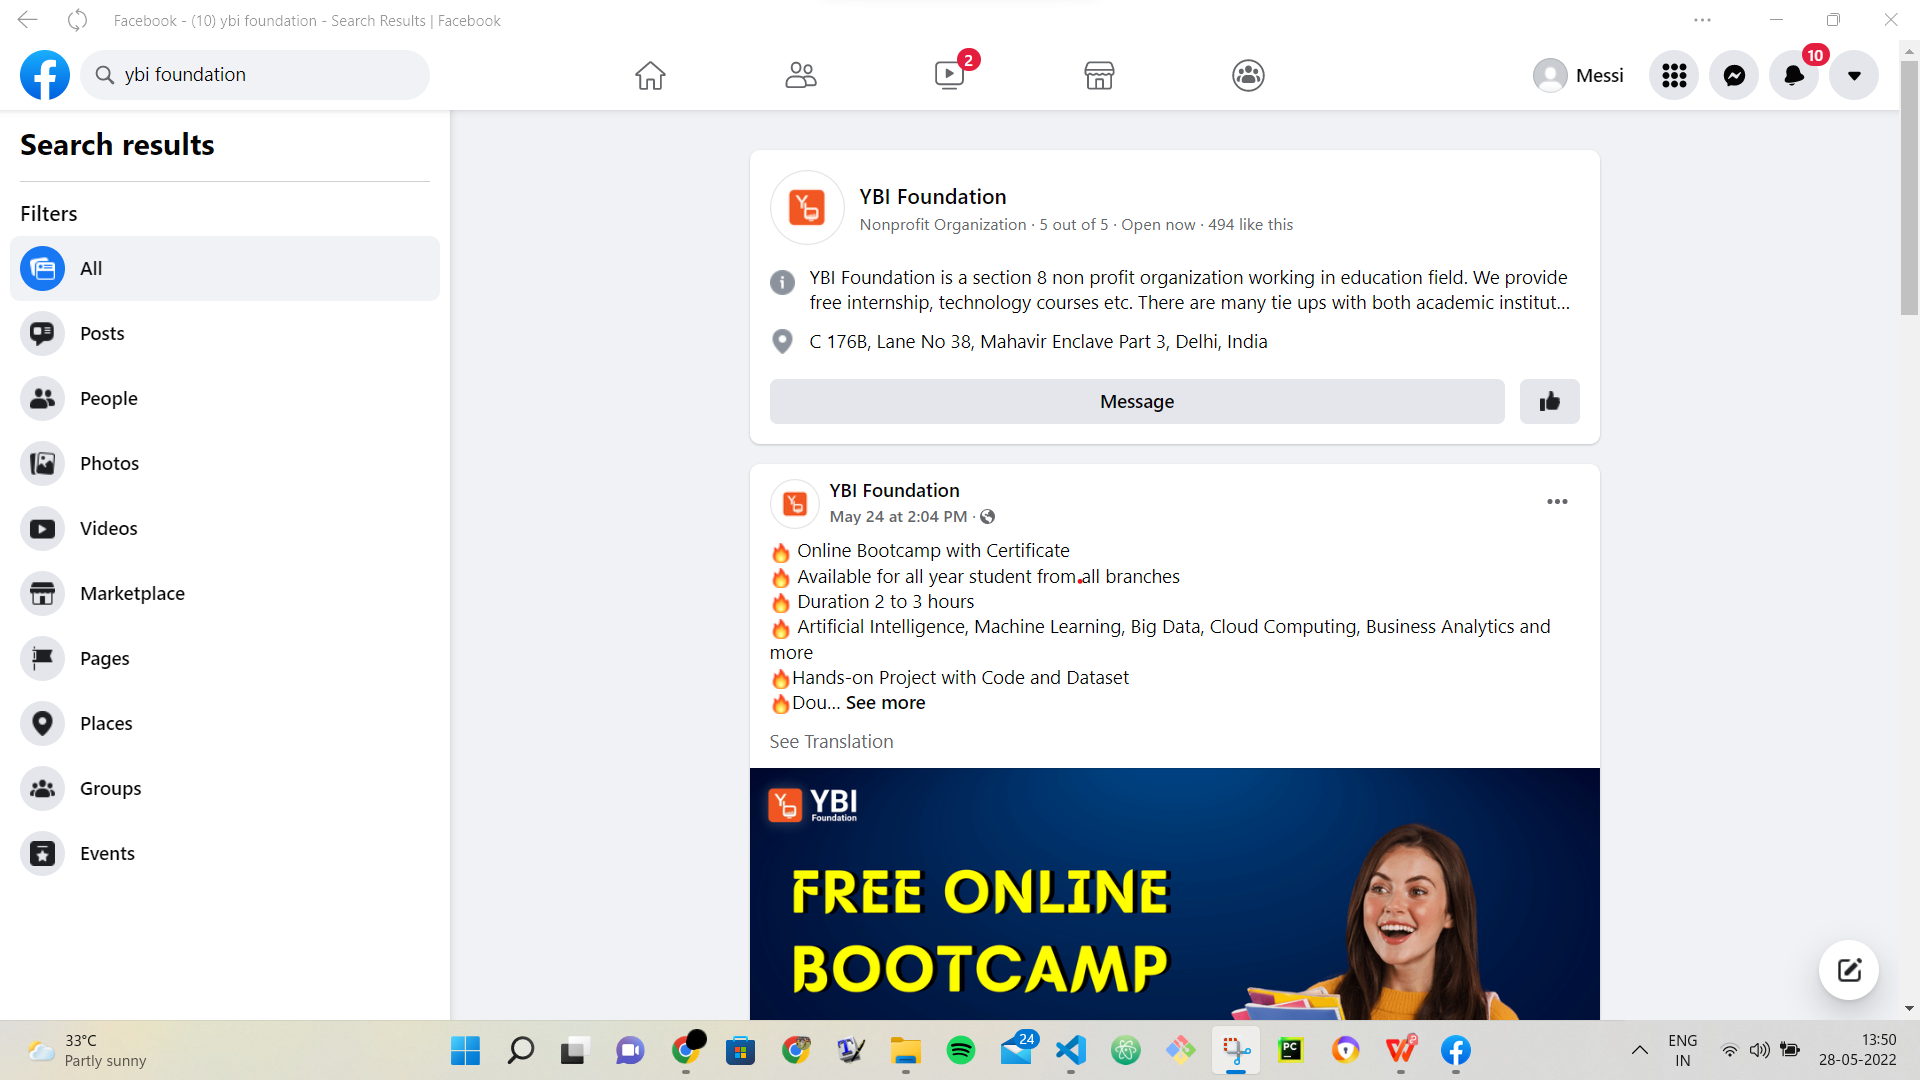 Facebook - (10) ybi foundation - Search Results | Facebook
ybi foundation
2
Messi
10
Search results
Filters
All
Posts
People
Photos
Videos
Marketplace
Pages
Places
Groups
Events
YBI Foundation
Nonprofit Organization · 5 out of 5 · Open now · 494 like this
YBI Foundation is a section 8 non profit organization working in education field. We provide
free internship, technology courses etc. There are many tie ups with both academic institut...
C 176B, Lane No 38, Mahavir Enclave Part 3, Delhi, India
Message
YBI Foundation
May 24 at 2:04 PM ·
🔥 Online Bootcamp with Certificate
🔥 Available for all year student from all branches
🔥 Duration 2 to 3 hours
🔥 Artificial Intelligence, Machine Learning, Big Data, Cloud Computing, Business Analytics and
more
🔥Hands-on Project with Code and Dataset
🔥Dou... See more
See Translation
YBI
Foundation
FREE ONLINE
BOOTCAMP
33°C
Partly sunny
24
PC
ENG
IN
13:50
28-05-2022